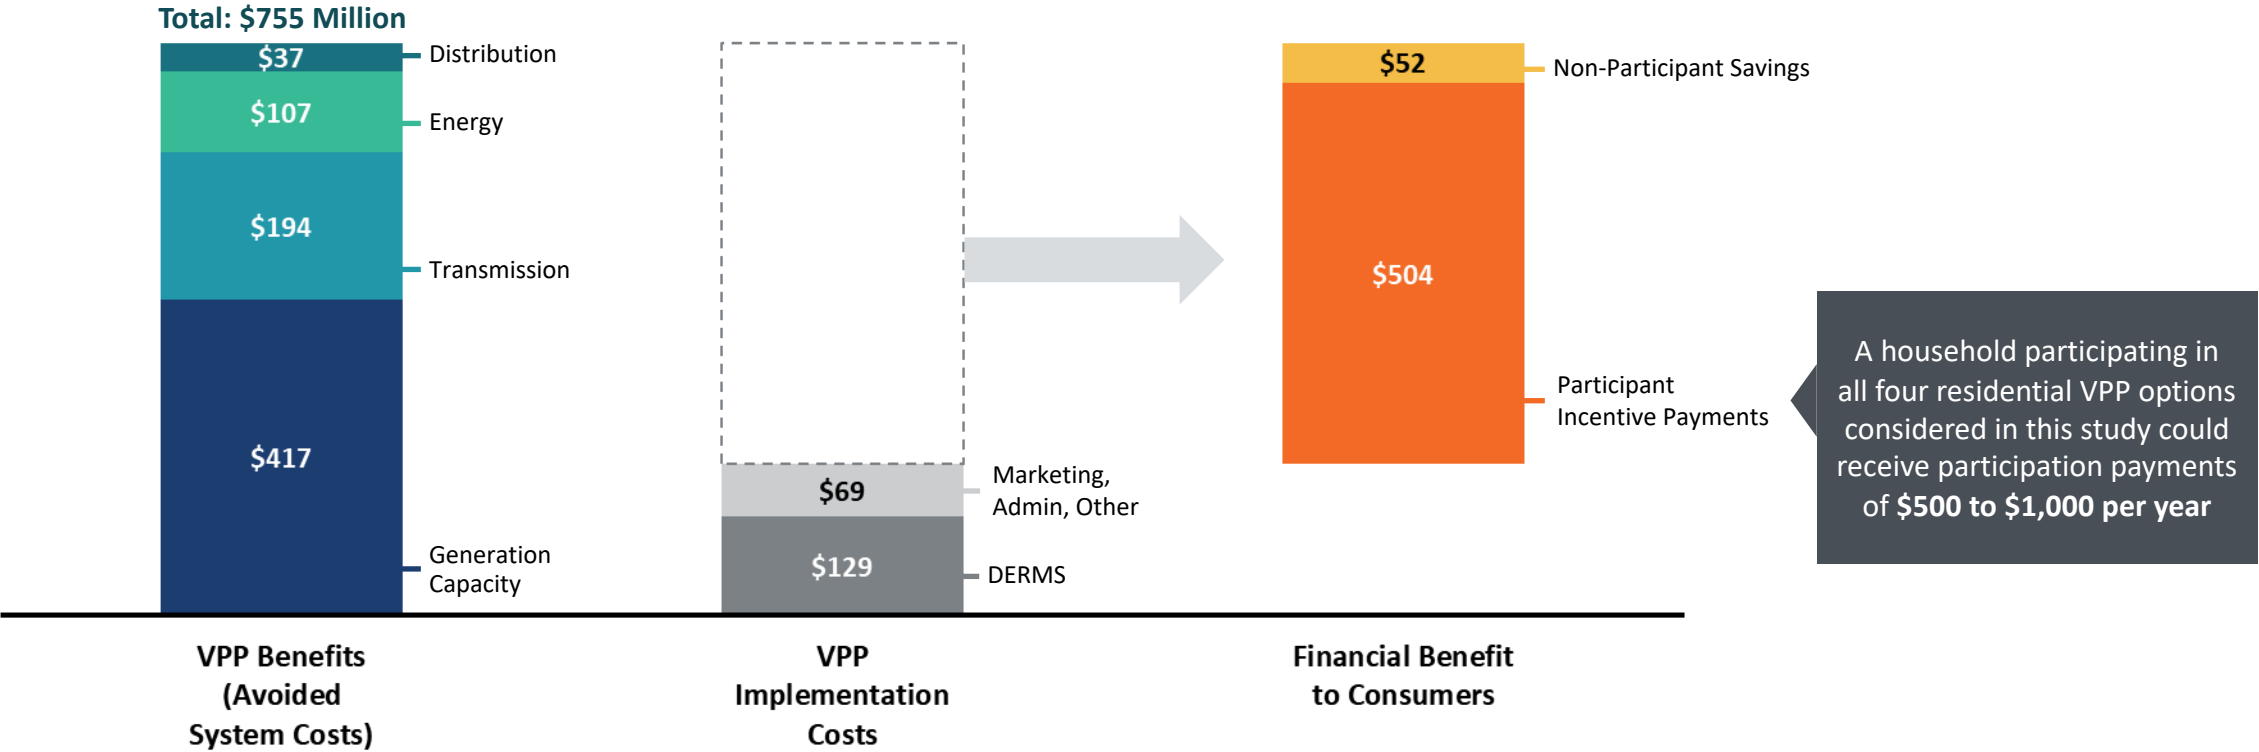 Total: $755 Million
$37
Distribution
$107
Energy
$194
Transmission
$417
Generation
Capacity
$69
Marketing,
Admin, Other
$129
DERMS
$52
Non-Participant Savings
$504
Participant
Incentive Payments
A household participating in
all four residential VPP options
considered in this study could
receive participation payments
of $500 to $1,000 per year
VPP Benefits
(Avoided
System Costs)
VPP
Implementation
Costs
Financial Benefit
to Consumers